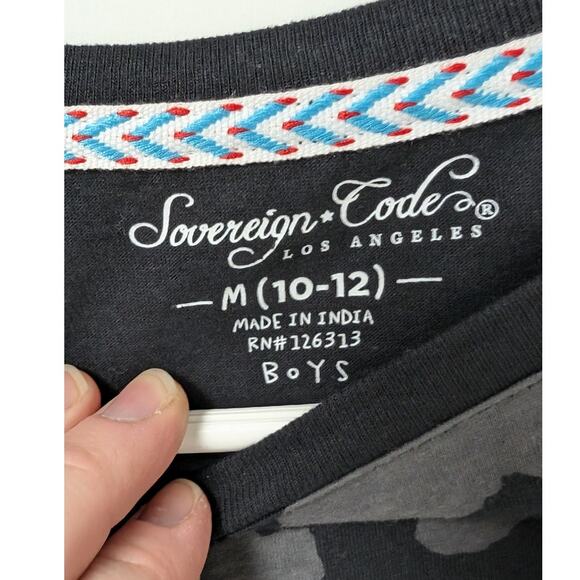 Sovereign★Code®
LOS ANGELES
— M (10-12) —
MADE IN INDIA
RN#126313
BOYS